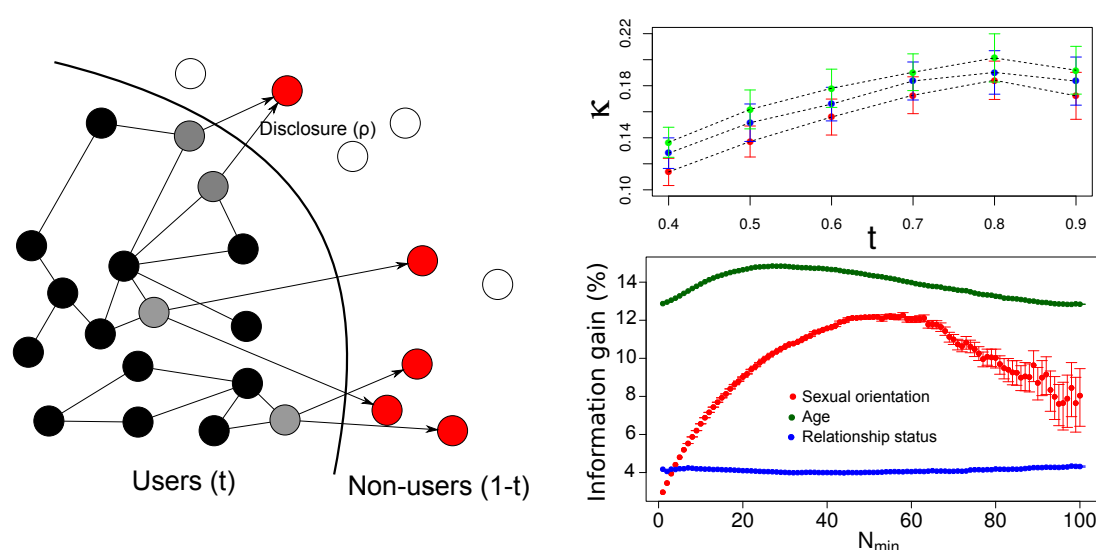 Disclosure (ρ)
Users (t)
Non-users (1-t)
κ
0.22
0.18
0.14
0.10
0.4 0.5 0.6 0.7 0.8 0.9
t
Information gain (%)
14
12
10
8
6
4
Sexual orientation
Age
Relationship status
0 20 40 60 80 100
Nmin